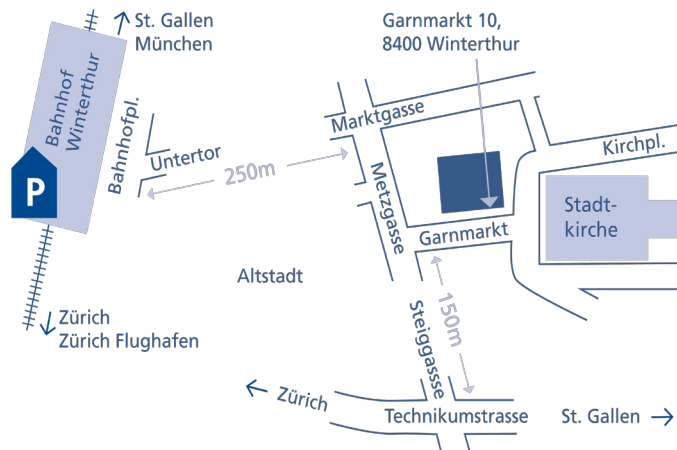 St. Gallen
München
Garnmarkt 10,
8400 Winterthur
Bahnhof
Winterthur
Bahnhofpl.
P
Untertor
250m
Marktgasse
Metzgasse
Kirchpl.
Stadt-
kirche
Garnmarkt
Altstadt
150m
Steiggassse
Zürich
Zürich Flughafen
Zürich
Technikumstrasse
St. Gallen